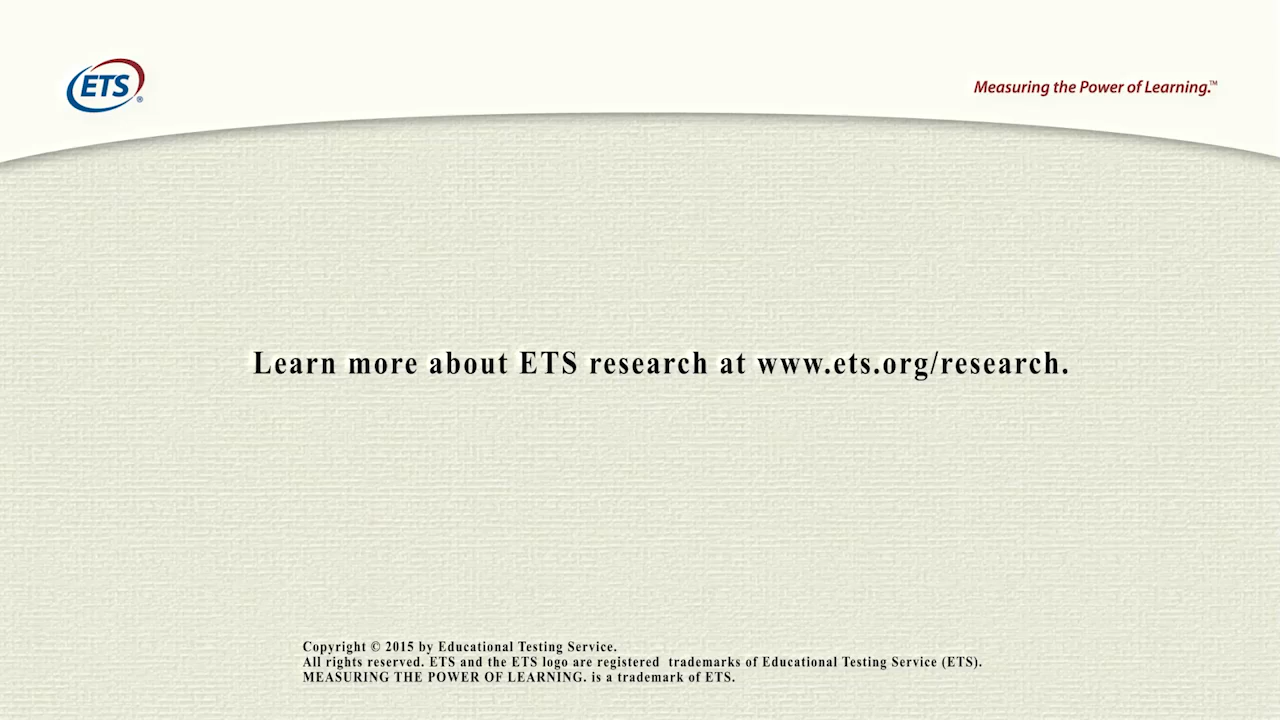 ETS®
Measuring the Power of Learning.™
Learn more about ETS research at www.ets.org/research.
Copyright © 2015 by Educational Testing Service.
All rights reserved. ETS and the ETS logo are registered trademarks of Educational Testing Service (ETS).
MEASURING THE POWER OF LEARNING. is a trademark of ETS.